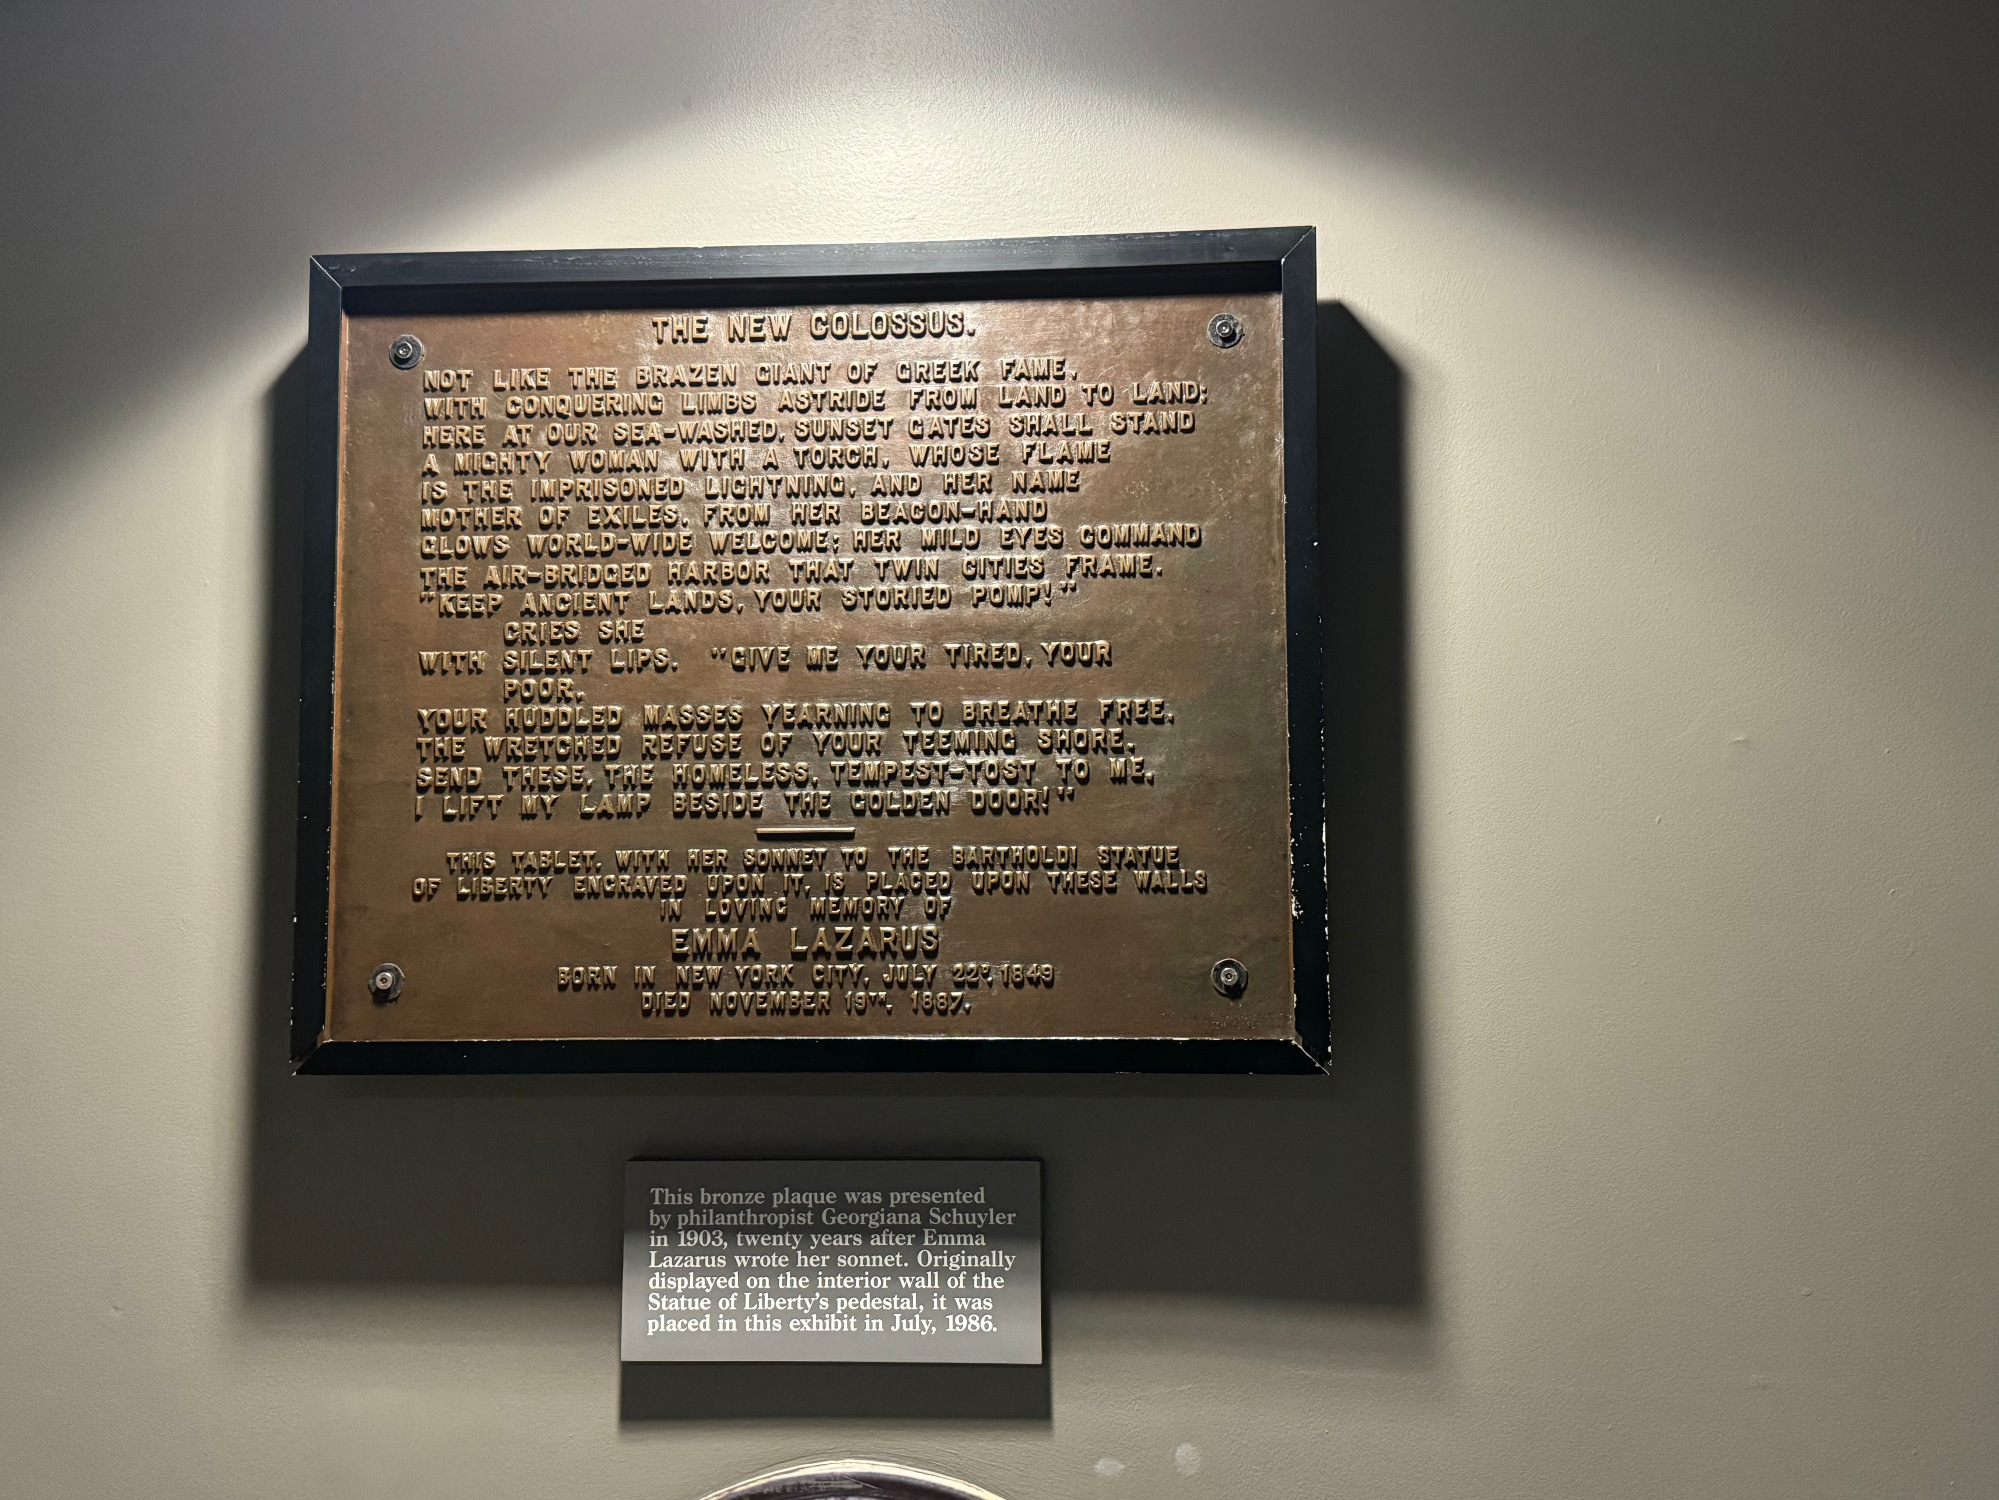 THE NEW COLOSSUS.
NOT LIKE THE BRAZEN GIANT OF GREEK FAME,
WITH CONQUERING LIMBS ASTRIDE FROM LAND TO LAND;
HERE AT OUR SEA-WASHED, SUNSET GATES SHALL STAND
A MIGHTY WOMAN WITH A TORCH, WHOSE FLAME
IS THE IMPRISONED LIGHTNING, AND HER NAME
MOTHER OF EXILES. FROM HER BEACON-HAND
GLOWS WORLD-WIDE WELCOME; HER MILD EYES COMMAND
THE AIR-BRIDGED HARBOR THAT TWIN CITIES FRAME.
"KEEP ANCIENT LANDS, YOUR STORIED POMP!"
CRIES SHE
WITH SILENT LIPS. "GIVE ME YOUR TIRED, YOUR
POOR,
YOUR HUDDLED MASSES YEARNING TO BREATHE FREE,
THE WRETCHED REFUSE OF YOUR TEEMING SHORE.
SEND THESE, THE HOMELESS, TEMPEST-TOST TO ME,
I LIFT MY LAMP BESIDE THE GOLDEN DOOR!"
THIS TABLET, WITH HER SONNET TO THE BARTHOLDI STATUE
OF LIBERTY ENGRAVED UPON IT, IS PLACED UPON THESE WALLS
IN LOVING MEMORY OF
EMMA LAZARUS
BORN IN NEW YORK CITY, JULY 22ᴰ, 1849
DIED NOVEMBER 19ᵀᴴ, 1887.
This bronze plaque was presented
by philanthropist Georgiana Schuyler
in 1903, twenty years after Emma
Lazarus wrote her sonnet. Originally
displayed on the interior wall of the
Statue of Liberty's pedestal, it was
placed in this exhibit in July, 1986.